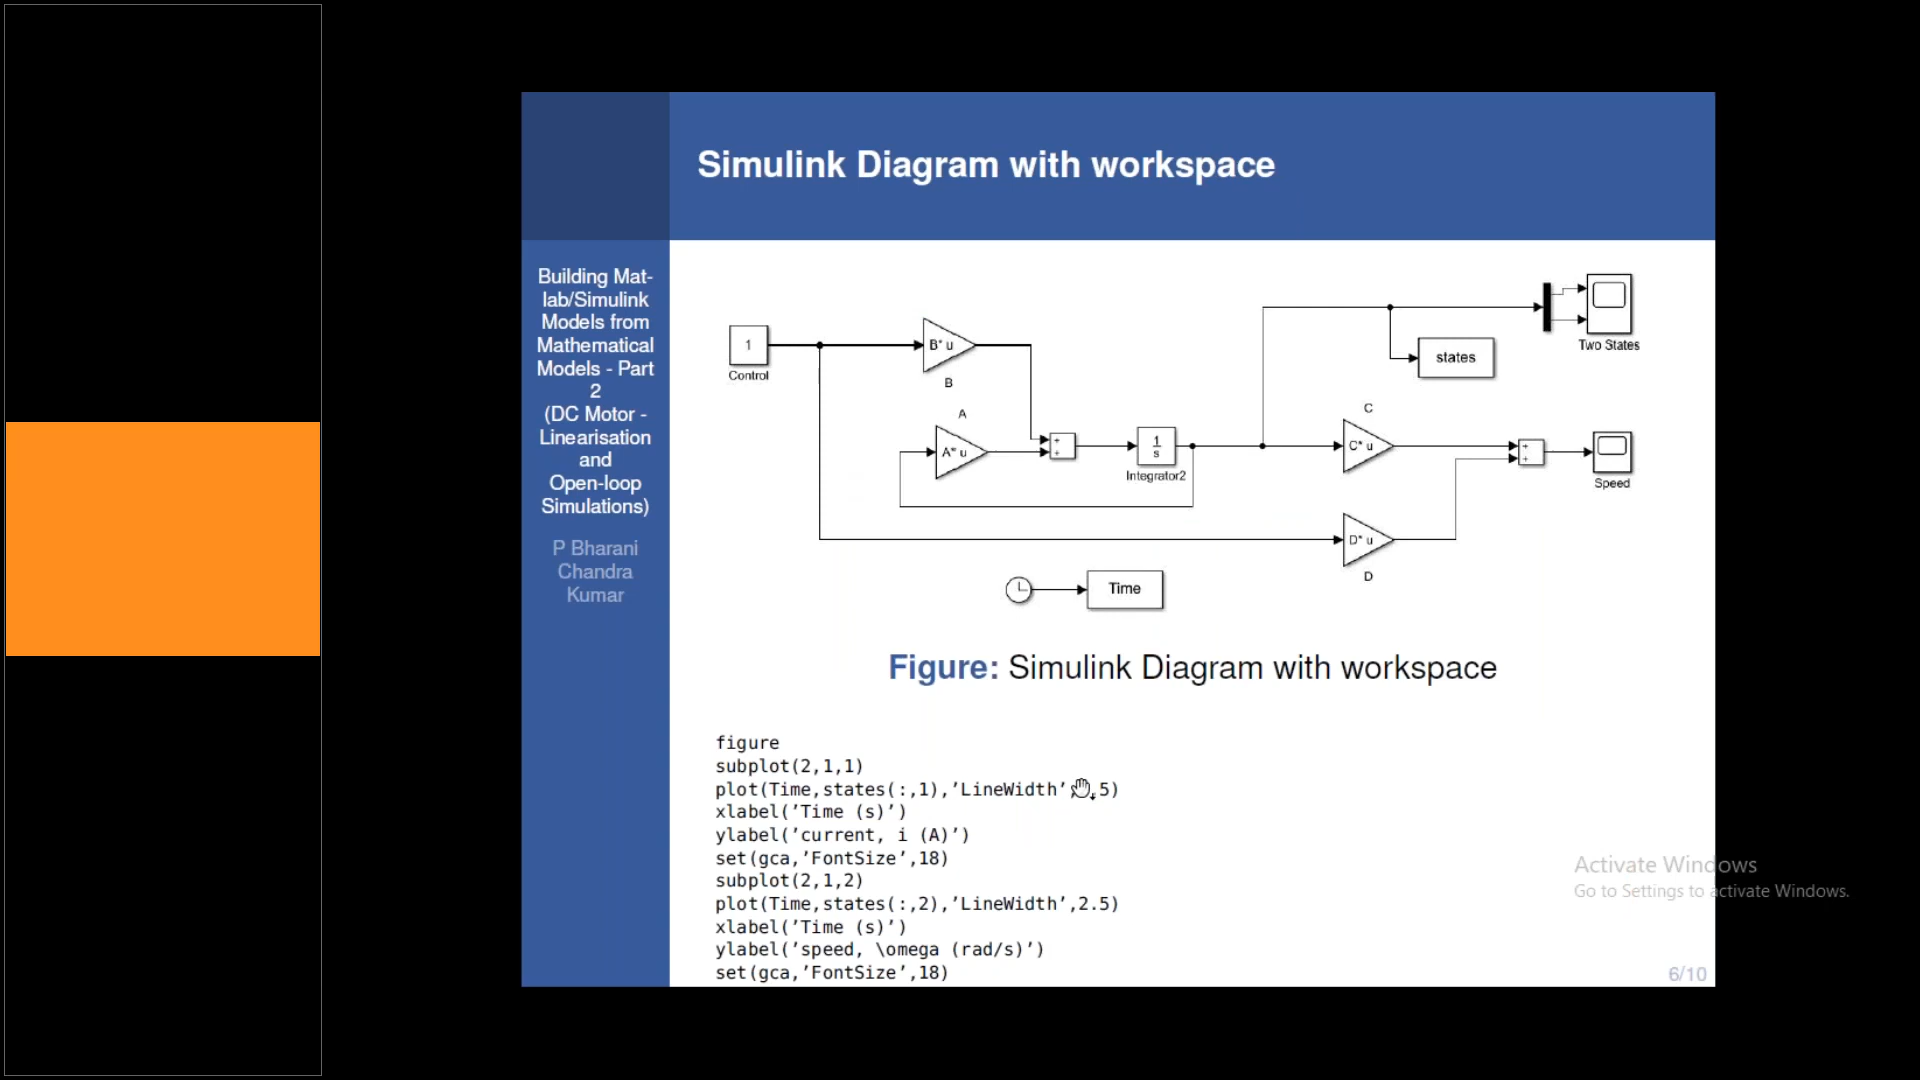 Simulink Diagram with workspace
Building Mat-
lab/Simulink
Models from
Mathematical
Models - Part
2
(DC Motor -
Linearisation
and
Open-loop
Simulations)
P Bharani
Chandra
Kumar
1
Control
B* u
B
A
A* u
+
+
1
s
Integrator2
Two States
states
C
C* u
+
+
Speed
D* u
D
Time
Figure: Simulink Diagram with workspace
figure
subplot(2,1,1)
plot(Time,states(:,1),’LineWidth’ 5)
xlabel(’Time (s)’)
ylabel(’current, i (A)’)
set(gca,’FontSize’,18)
subplot(2,1,2)
plot(Time,states(:,2),’LineWidth’,2.5)
xlabel(’Time (s)’)
ylabel(’speed, \omega (rad/s)’)
set(gca,’FontSize’,18)
6/10
Activate Windows
Go to Settings to activate Windows.